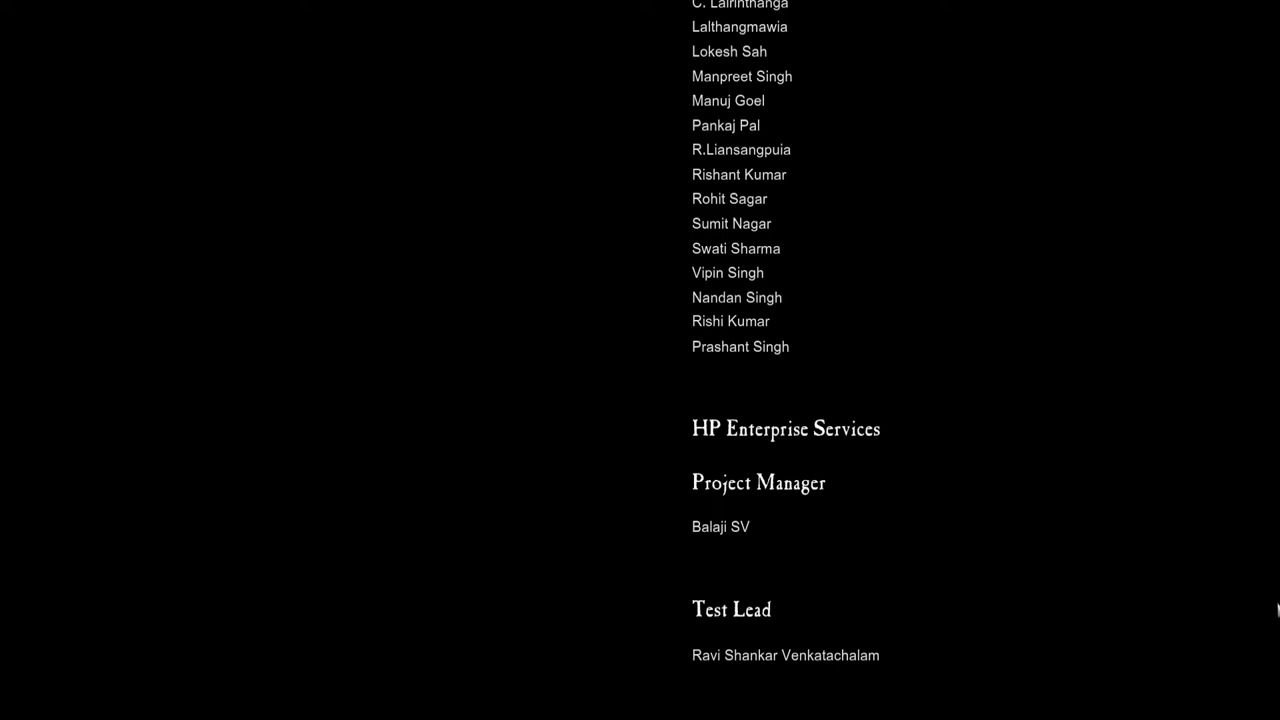 C. Lalrinthanga
Lalthangmawia
Lokesh Sah
Manpreet Singh
Manuj Goel
Pankaj Pal
R.Liansangpuia
Rishant Kumar
Rohit Sagar
Sumit Nagar
Swati Sharma
Vipin Singh
Nandan Singh
Rishi Kumar
Prashant Singh
HP Enterprise Services
Project Manager
Balaji SV
Test Lead
Ravi Shankar Venkatachalam